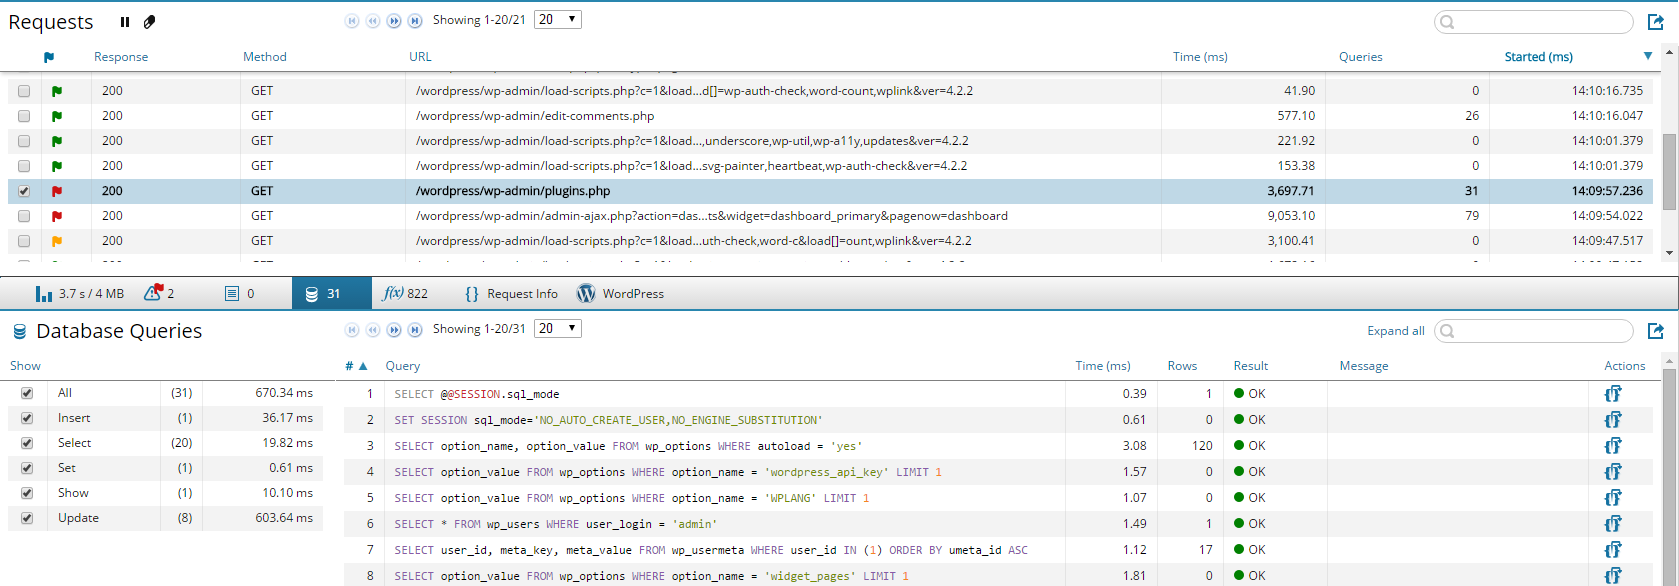 Requests Showing 1-20/21 20
Response Method URL Time (ms) Queries Started (ms)
200 GET /wordpress/wp-admin/load-scripts.php?c=1&load...d[]=wp-auth-check,word-count,wplink&ver=4.2.2 41.90 0 14:10:16.735
200 GET /wordpress/wp-admin/edit-comments.php 577.10 26 14:10:16.047
200 GET /wordpress/wp-admin/load-scripts.php?c=1&load...,underscore,wp-util,wp-a11y,updates&ver=4.2.2 221.92 0 14:10:01.379
200 GET /wordpress/wp-admin/load-scripts.php?c=1&load...svg-painter,heartbeat,wp-auth-check&ver=4.2.2 153.38 0 14:10:01.379
200 GET /wordpress/wp-admin/plugins.php 3,697.71 31 14:09:57.236
200 GET /wordpress/wp-admin/admin-ajax.php?action=das...ts&widget=dashboard_primary&pagenow=dashboard 9,053.10 79 14:09:54.022
200 GET /wordpress/wp-admin/load-scripts.php?c=1&load...uth-check,word-c&load[]=ount,wplink&ver=4.2.2 3,100.41 0 14:09:47.517
3.7 s / 4 MB 2 0 31 f(x) 822 {} Request Info WordPress
Database Queries Showing 1-20/31 20 Expand all
Show # Query Time (ms) Rows Result Message Actions
All (31) 670.34 ms
Insert (1) 36.17 ms
Select (20) 19.82 ms
Set (1) 0.61 ms
Show (1) 10.10 ms
Update (8) 603.64 ms
1 SELECT @@SESSION.sql_mode 0.39 1 OK
2 SET SESSION sql_mode='NO_AUTO_CREATE_USER,NO_ENGINE_SUBSTITUTION' 0.61 0 OK
3 SELECT option_name, option_value FROM wp_options WHERE autoload = 'yes' 3.08 120 OK
4 SELECT option_value FROM wp_options WHERE option_name = 'wordpress_api_key' LIMIT 1 1.57 0 OK
5 SELECT option_value FROM wp_options WHERE option_name = 'WPLANG' LIMIT 1 1.07 0 OK
6 SELECT * FROM wp_users WHERE user_login = 'admin' 1.49 1 OK
7 SELECT user_id, meta_key, meta_value FROM wp_usermeta WHERE user_id IN (1) ORDER BY umeta_id ASC 1.12 17 OK
8 SELECT option_value FROM wp_options WHERE option_name = 'widget_pages' LIMIT 1 1.81 0 OK